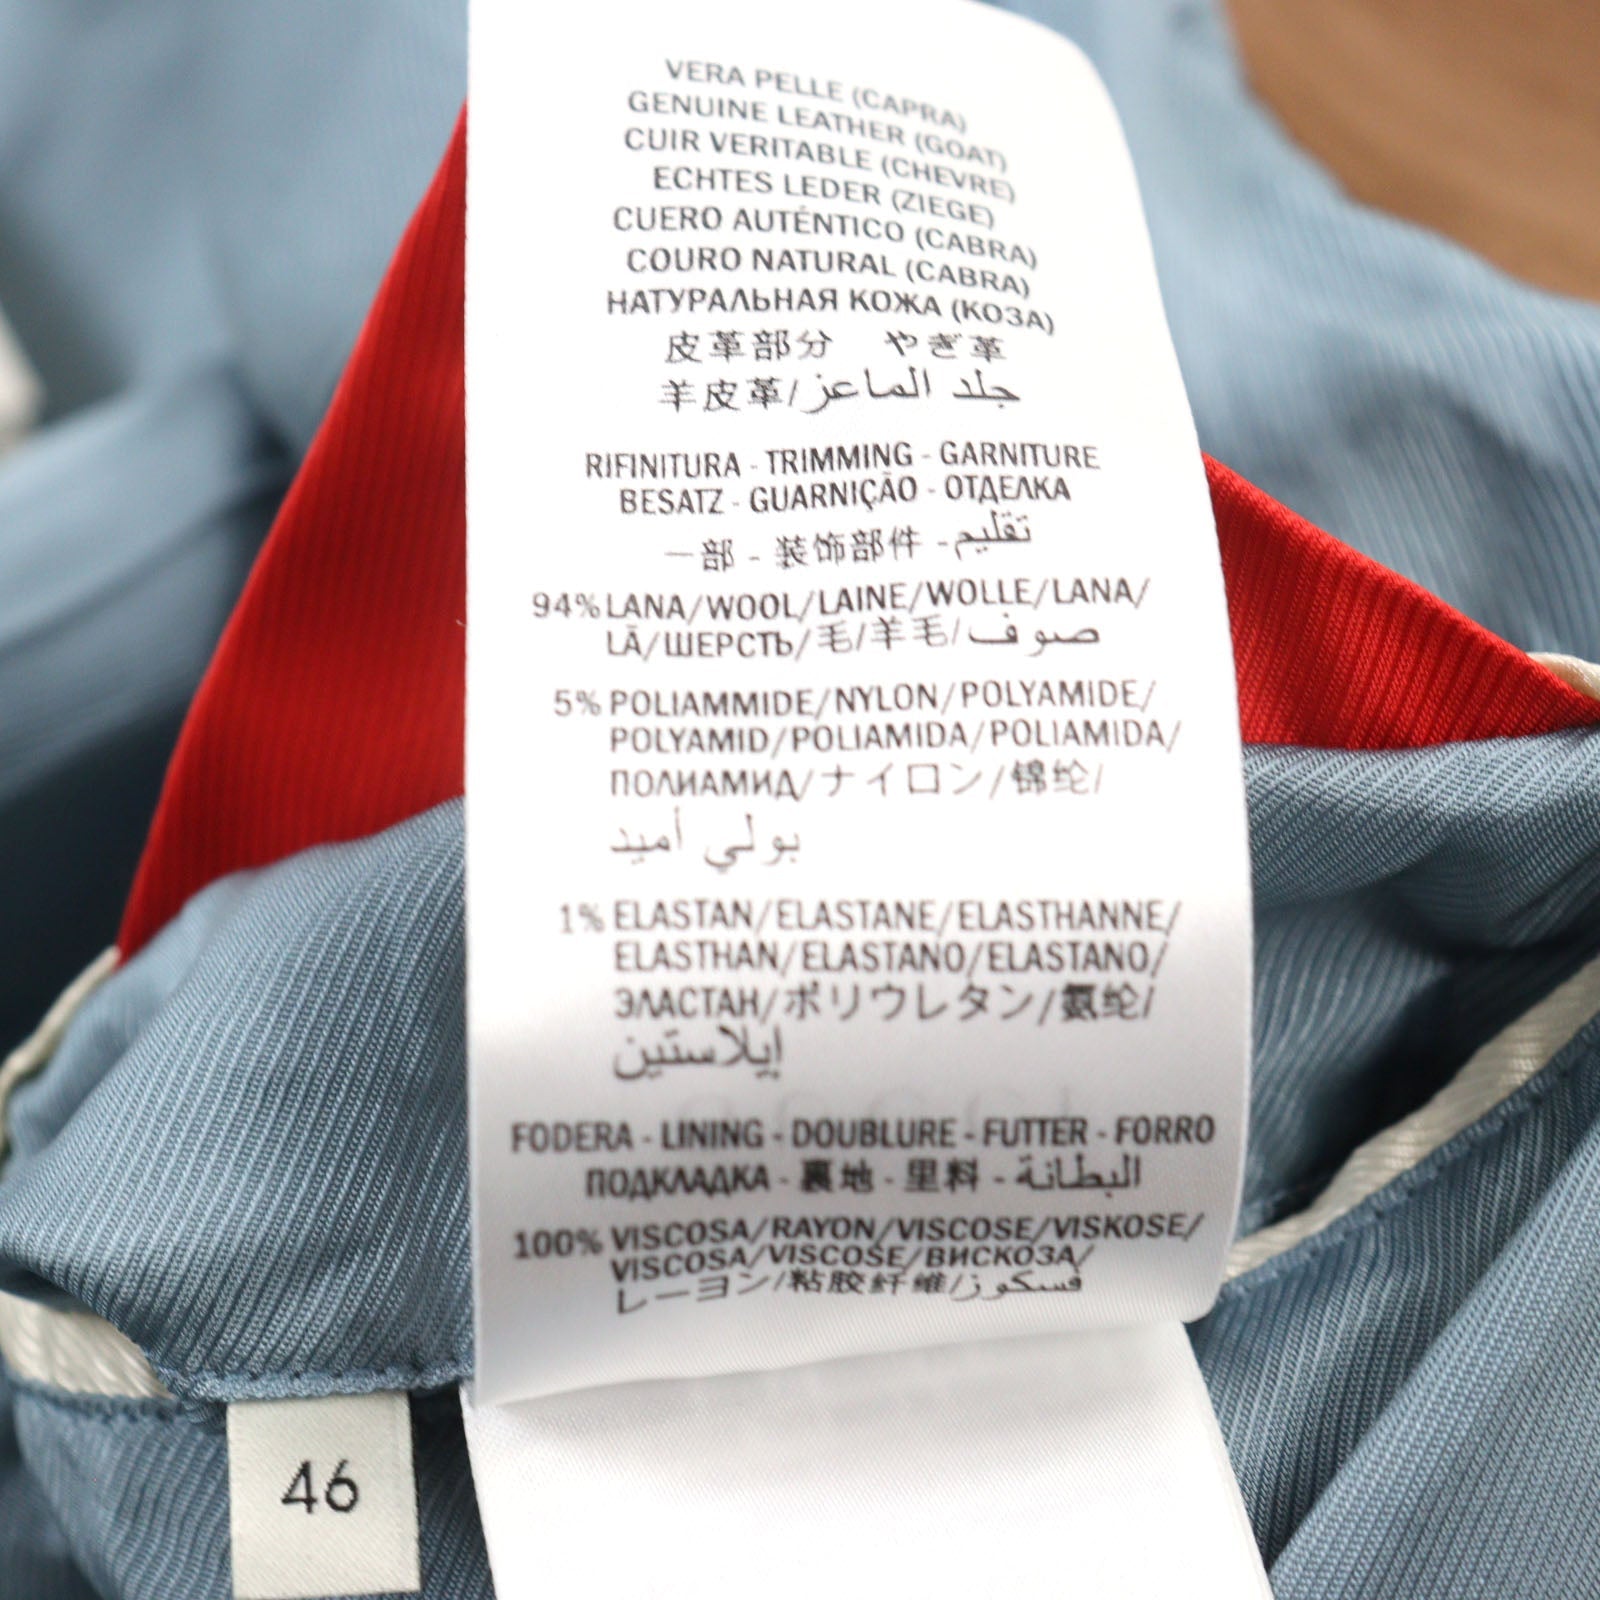 VERA PELLE (CAPRA)
GENUINE LEATHER (GOAT)
CUIR VERITABLE (CHEVRE)
ECHTES LEDER (ZIEGE)
CUERO AUTÉNTICO (CABRA)
COURO NATURAL (CABRA)
НАТУРАЛЬНАЯ КОЖА (КОЗА)
皮革部分 やぎ革
羊皮革/جلد الماعز
RIFINITURA - TRIMMING - GARNITURE
BESATZ - GUARNIÇÃO - ОТДЕЛКА
一部 - 装饰部件 - تقليم
94% LANA/WOOL/LAINE/WOLLE/LANA/
LÃ/ШЕРСТЬ/毛/羊毛/صوف
5% POLIAMMIDE/NYLON/POLYAMIDE/
POLYAMID/POLIAMIDA/POLIAMIDA/
ПОЛИАМИД/ナイロン/锦纶/
بولي أميد
1% ELASTAN/ELASTANE/ELASTHANNE/
ELASTHAN/ELASTANO/ELASTANO/
ЭЛАСТАН/ポリウレタン/氨纶/
إيلاستين
FODERA - LINING - DOUBLURE - FUTTER - FORRO
ПОДКЛАДКА - 裏地 - 里料 - البطانة
100% VISCOSA/RAYON/VISCOSE/VISKOSE/
VISCOSA/VISCOSE/ВИСКОЗА/
レーヨン/粘胶纤维/فسكوز
46